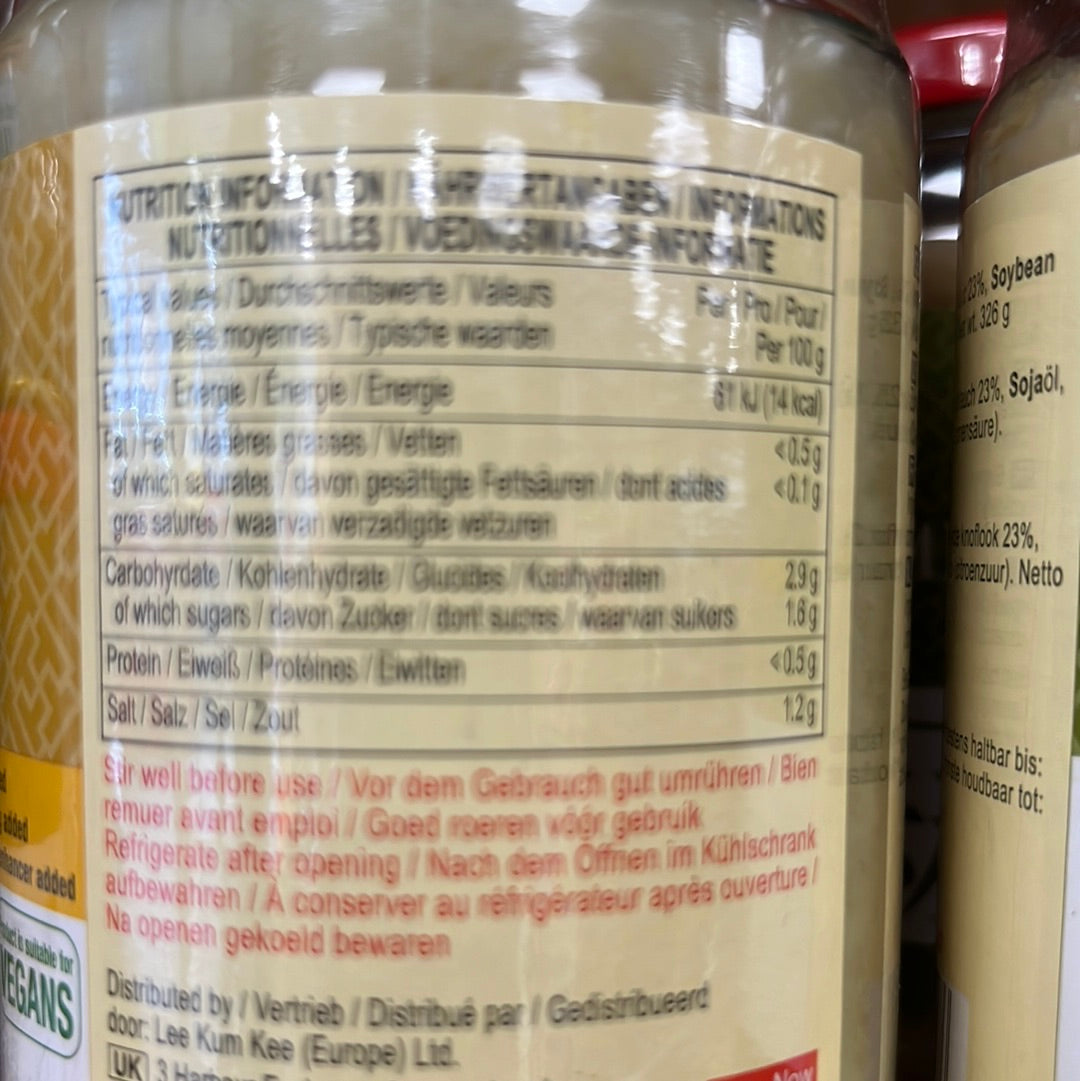 NUTRITION INFORMATION / NÄHRWERTANGABEN / INFORMATIONS
NUTRITIONNELLES / VOEDINGSWAARDE-INFORMATIE
Typical values / Durchschnittswerte / Valeurs
nutritionnelles moyennes / Typische waarden
Per / Pro / Pour /
Per 100 g
Energy / Energie / Énergie / Energie 61 kJ (14 kcal)
Fat / Fett / Matières grasses / Vetten <0.5 g
of which saturates / davon gesättigte Fettsäuren / dont acides <0.1 g
gras saturés / waarvan verzadigde vetzuren
Carbohyrdate / Kohlenhydrate / Glucides / Koolhydraten 2.9 g
of which sugars / davon Zucker / dont sucres / waarvan suikers 1.6 g
Protein / Eiweiß / Protéines / Eiwitten <0.5 g
Salt / Salz / Sel / Zout 1.2 g
Stir well before use / Vor dem Gebrauch gut umrühren / Bien
remuer avant emploi / Goed roeren vóór gebruik
Refrigerate after opening / Nach dem Öffnen im Kühlschrank
aufbewahren / À conserver au réfrigérateur après ouverture /
Na openen gekoeld bewaren
Distributed by / Vertrieb / Distribué par / Gedistribueerd
door: Lee Kum Kee (Europe) Ltd.
UK 3
New
added
added
suitable for
VEGANS
23%, Soybean
wt. 326 g
23%, Sojaöl,
knoflook 23%,
Netto
haltbar bis:
houdbaar tot: